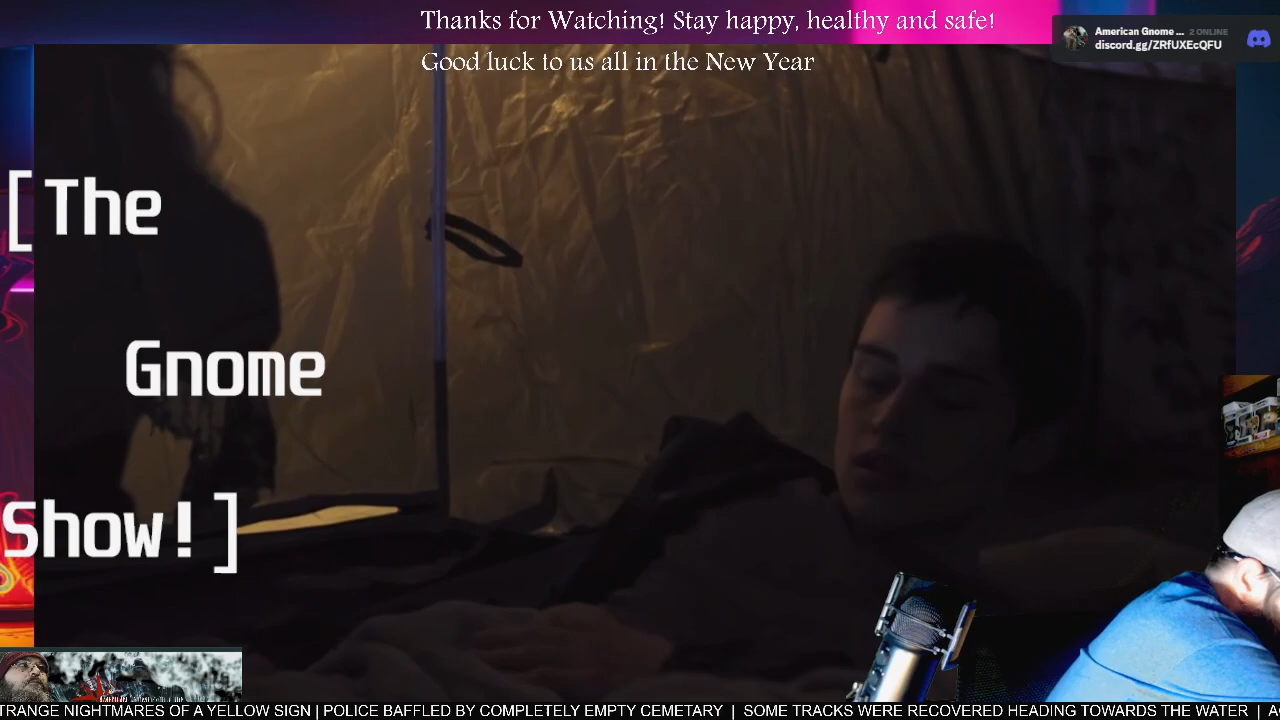 Thanks for Watching! Stay happy, healthy and safe!
Good luck to us all in the New Year
American Gnome ... 2 ONLINE
discord.gg/ZRfUXEcQFU
[The
Gnome
Show!]
TRANGE NIGHTMARES OF A YELLOW SIGN | POLICE BAFFLED BY COMPLETELY EMPTY CEMETARY | SOME TRACKS WERE RECOVERED HEADING TOWARDS THE WATER |